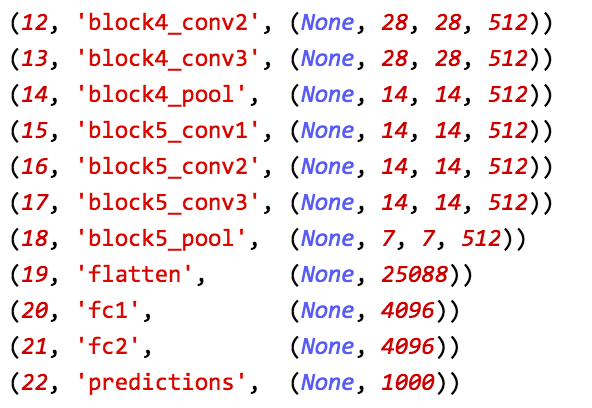 (12, 'block4_conv2', (None, 28, 28, 512))
(13, 'block4_conv3', (None, 28, 28, 512))
(14, 'block4_pool',  (None, 14, 14, 512))
(15, 'block5_conv1', (None, 14, 14, 512))
(16, 'block5_conv2', (None, 14, 14, 512))
(17, 'block5_conv3', (None, 14, 14, 512))
(18, 'block5_pool',  (None, 7, 7, 512))
(19, 'flatten',      (None, 25088))
(20, 'fc1',          (None, 4096))
(21, 'fc2',          (None, 4096))
(22, 'predictions',  (None, 1000))